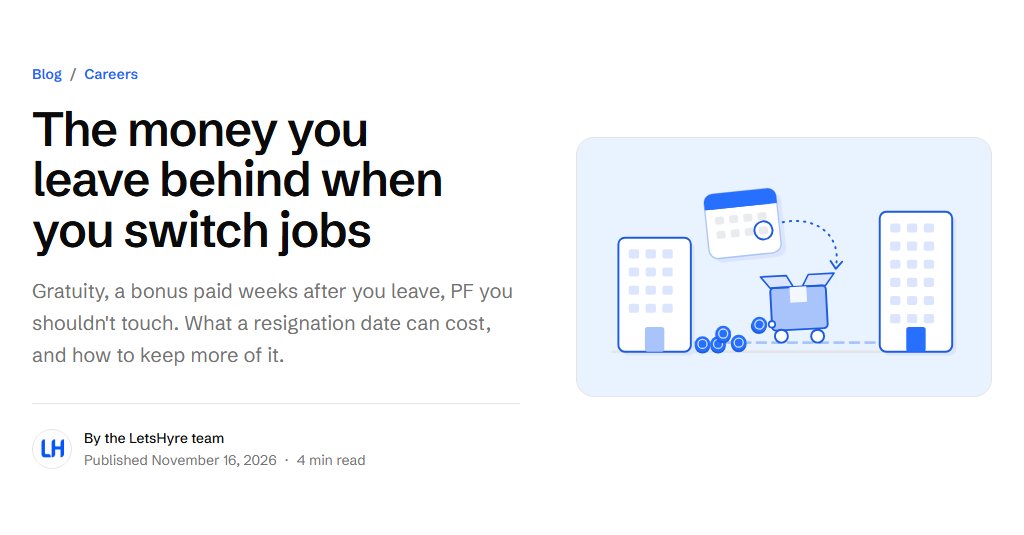 Blog / Careers
The money you
leave behind when
you switch jobs
Gratuity, a bonus paid weeks after you leave, PF you
shouldn't touch. What a resignation date can cost,
and how to keep more of it.
LH
By the LetsHyre team
Published November 16, 2026 · 4 min read